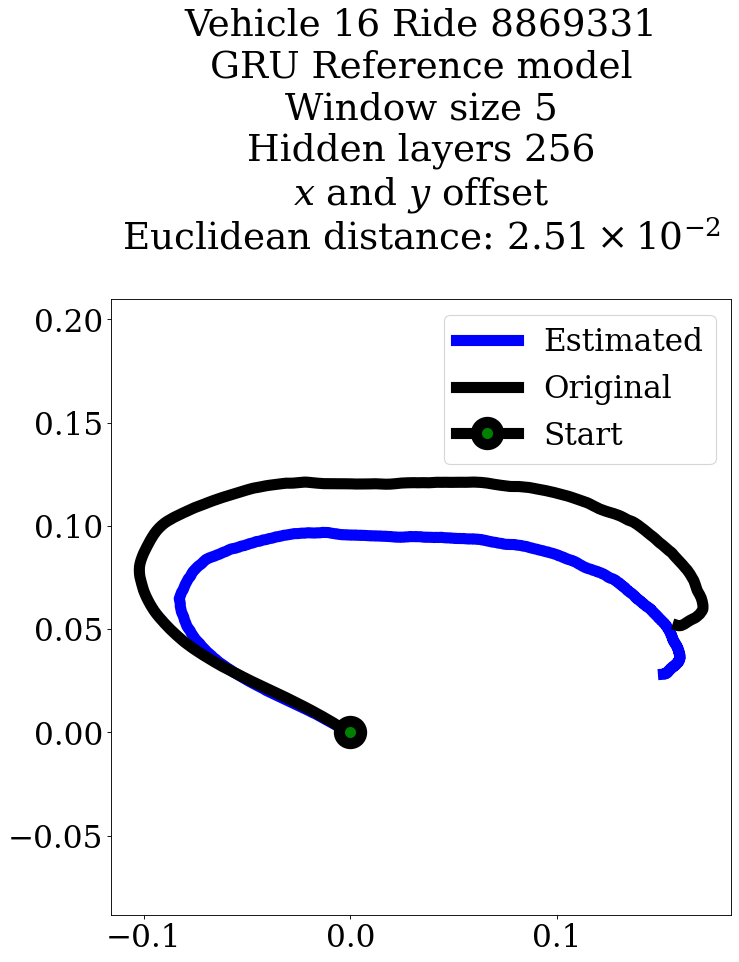 Vehicle 16 Ride 8869331
GRU Reference model
Window size 5
Hidden layers 256
x and y offset
Euclidean distance: 2.51 × 10⁻²
Estimated
Original
Start
0.20
0.15
0.10
0.05
0.00
−0.05
−0.1
0.0
0.1